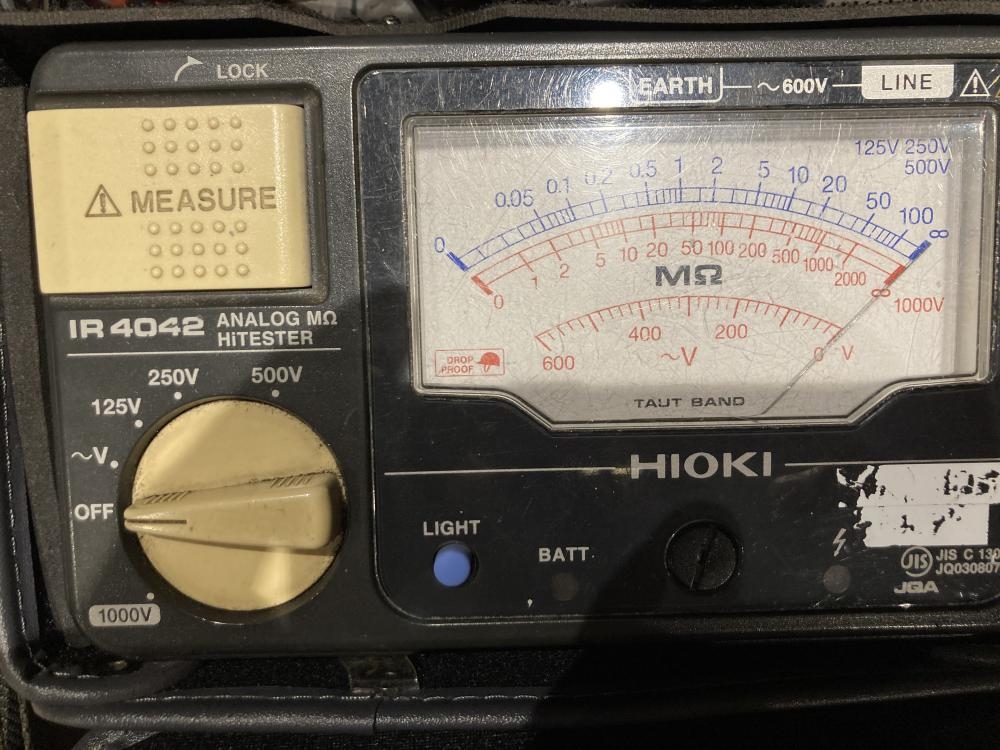 LOCK
EARTH ~600V LINE
MEASURE
125V 250V
500V
0 0.05 0.1 0.2 0.5 1 2 5 10 20 50 100 ∞
0 1 2 5 10 20 50 100 200 500 1000 2000 ∞ 1000V
MΩ
600 400 200 0 V
~V
DROP
PROOF
TAUT BAND
IR 4042 ANALOG MΩ
HiTESTER
500V
250V
125V
~V
OFF
1000V
HIOKI
LIGHT
BATT
JIS JIS C 130
JQ030807
JQA